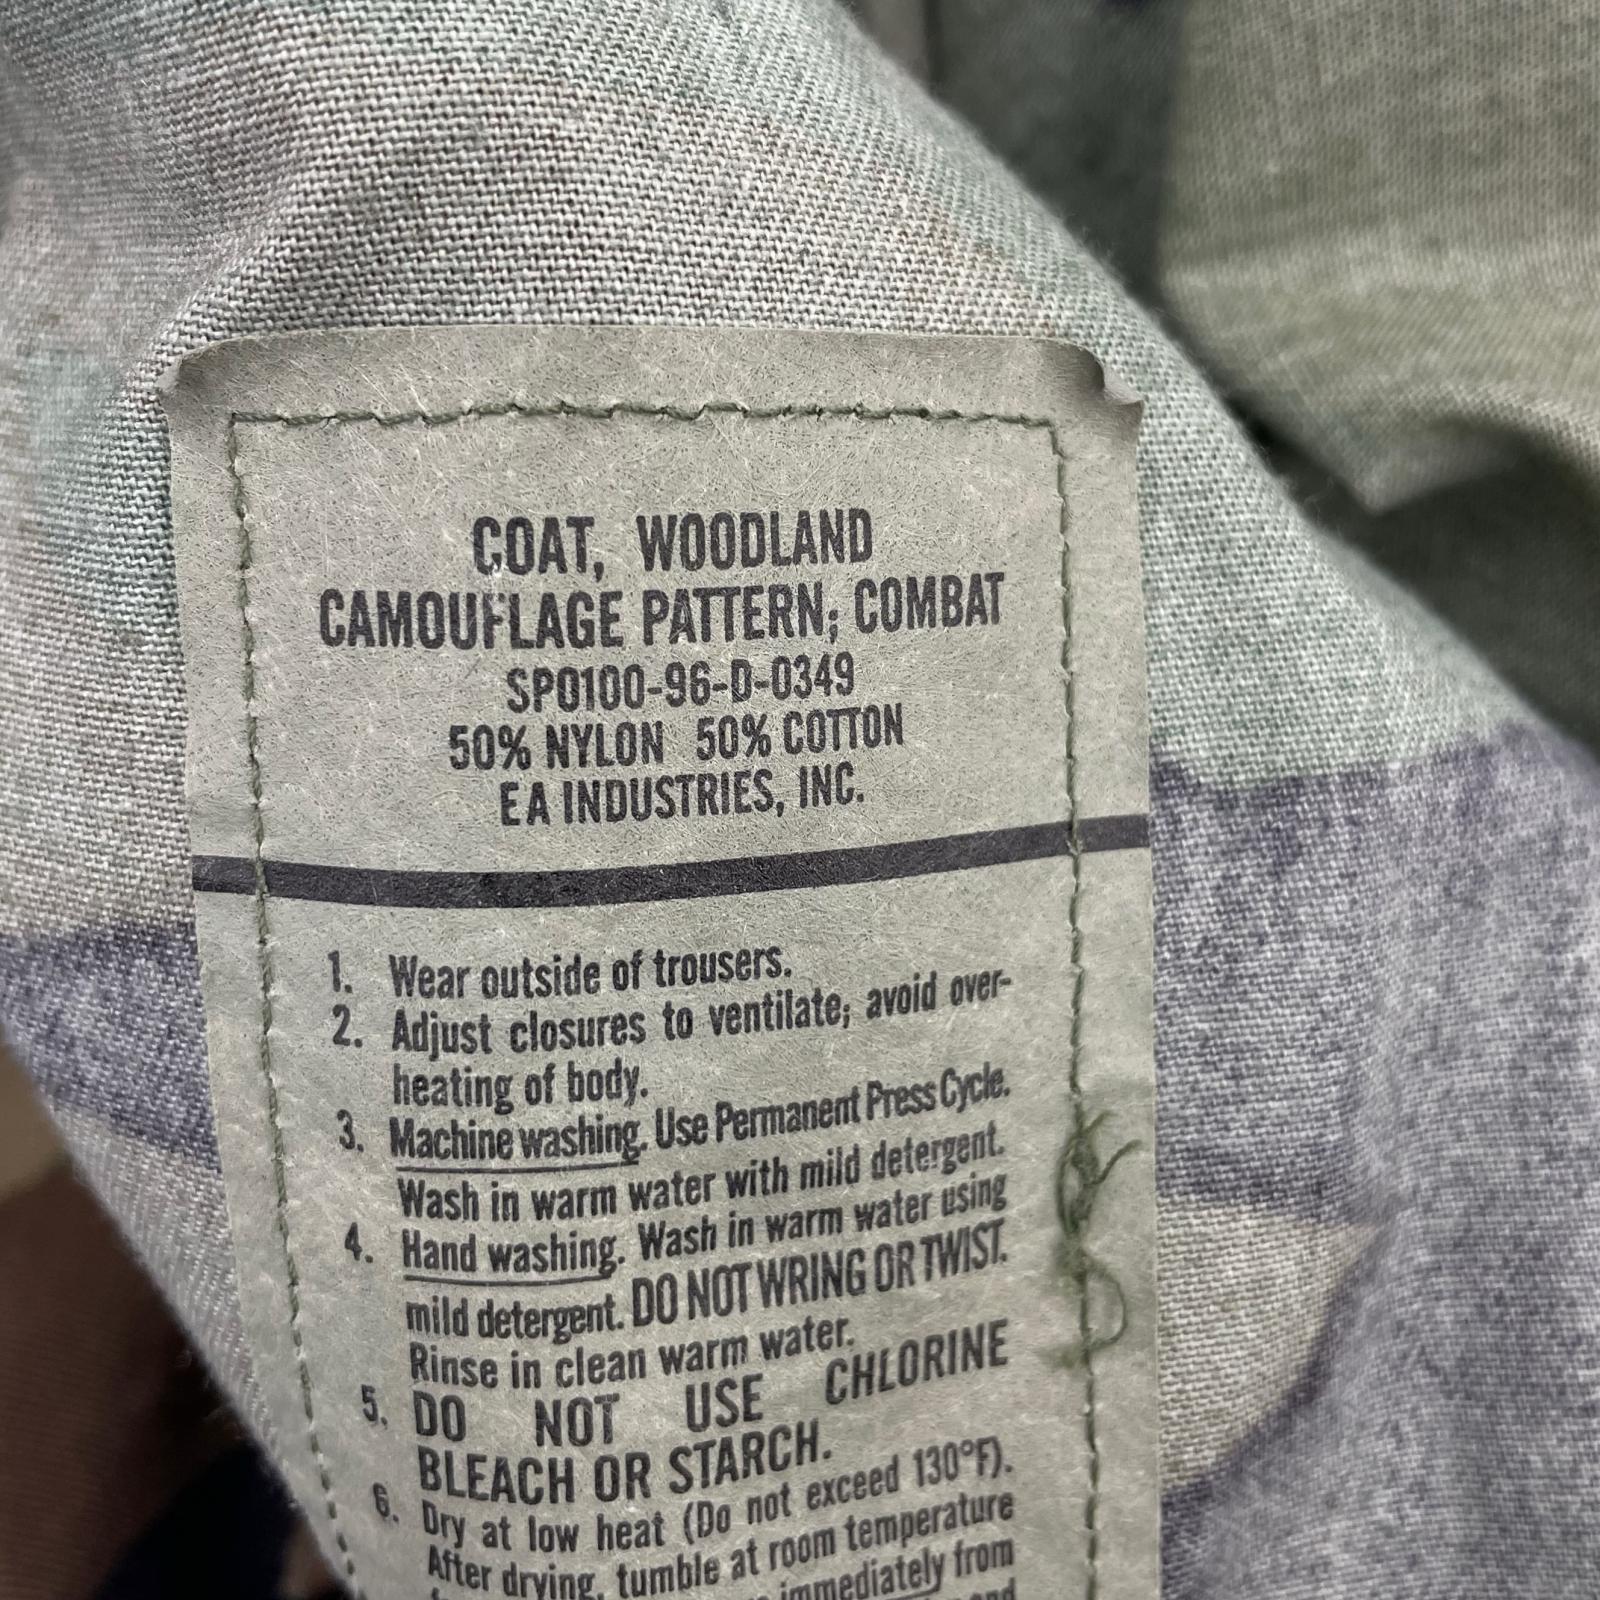 COAT, WOODLAND
CAMOUFLAGE PATTERN; COMBAT
SP0100-96-D-0349
50% NYLON 50% COTTON
EA INDUSTRIES, INC.
1. Wear outside of trousers.
2. Adjust closures to ventilate; avoid over-
heating of body.
3. Machine washing. Use Permanent Press Cycle.
Wash in warm water with mild detergent.
4. Hand washing. Wash in warm water using
mild detergent. DO NOT WRING OR TWIST.
Rinse in clean warm water.
5. DO NOT USE CHLORINE
BLEACH OR STARCH.
6. Dry at low heat (Do not exceed 130°F).
After drying, tumble at room temperature
immediately from